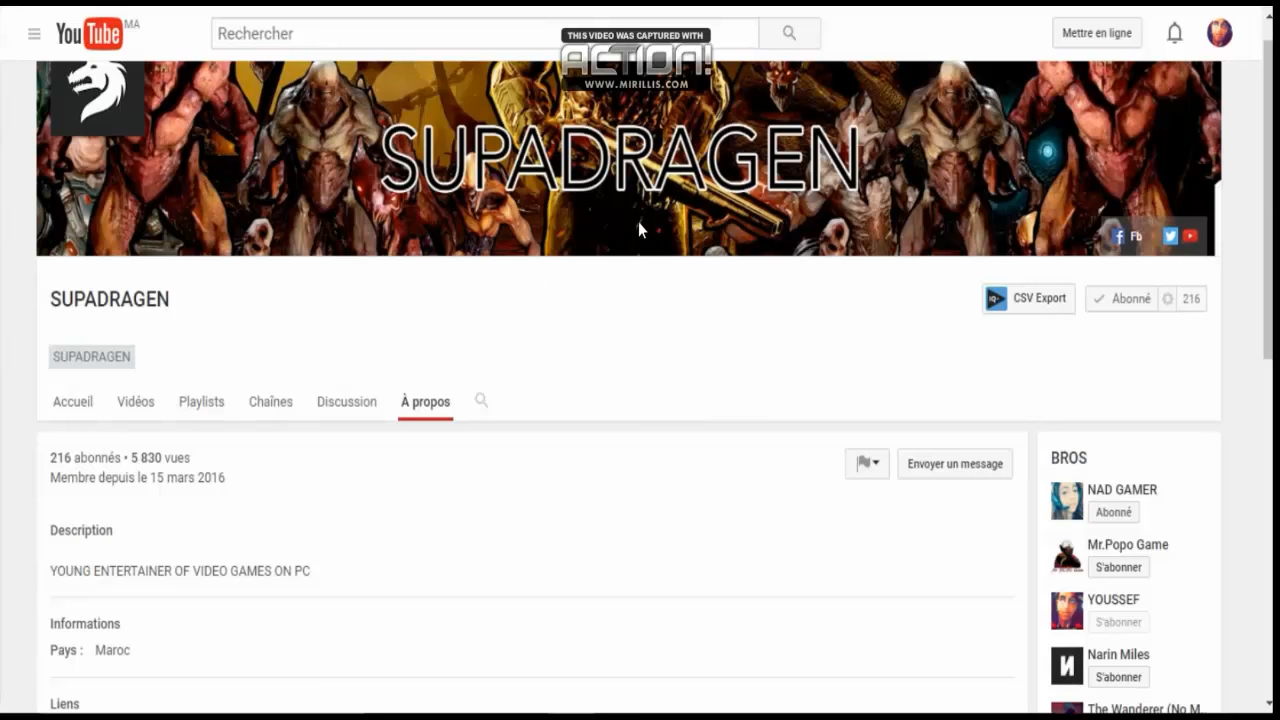 YouTube MA
Rechercher
THIS VIDEO WAS CAPTURED WITH
ACTION!
WWW.MIRILLIS.COM
Mettre en ligne
SUPADRAGEN
Fb
SUPADRAGEN
CSV Export
Abonné 216
SUPADRAGEN
Accueil Vidéos Playlists Chaînes Discussion À propos
216 abonnés • 5 830 vues
Membre depuis le 15 mars 2016
Envoyer un message
Description
YOUNG ENTERTAINER OF VIDEO GAMES ON PC
Informations
Pays : Maroc
Liens
BROS
NAD GAMER
Abonné
Mr.Popo Game
S'abonner
YOUSSEF
S'abonner
Narin Miles
S'abonner
The Wanderer (No M...